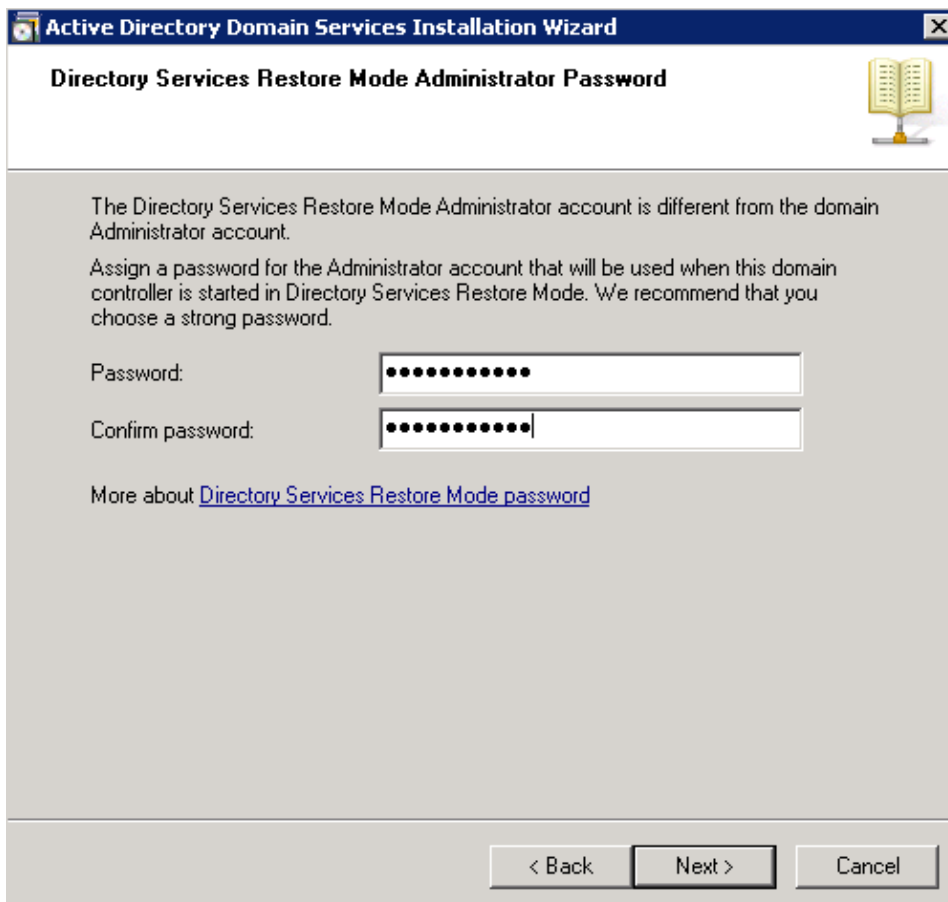 Active Directory Domain Services Installation Wizard
Directory Services Restore Mode Administrator Password
The Directory Services Restore Mode Administrator account is different from the domain
Administrator account.
Assign a password for the Administrator account that will be used when this domain
controller is started in Directory Services Restore Mode. We recommend that you
choose a strong password.
Password: ●●●●●●●●●●●
Confirm password: ●●●●●●●●●●●
More about Directory Services Restore Mode password
< Back Next > Cancel